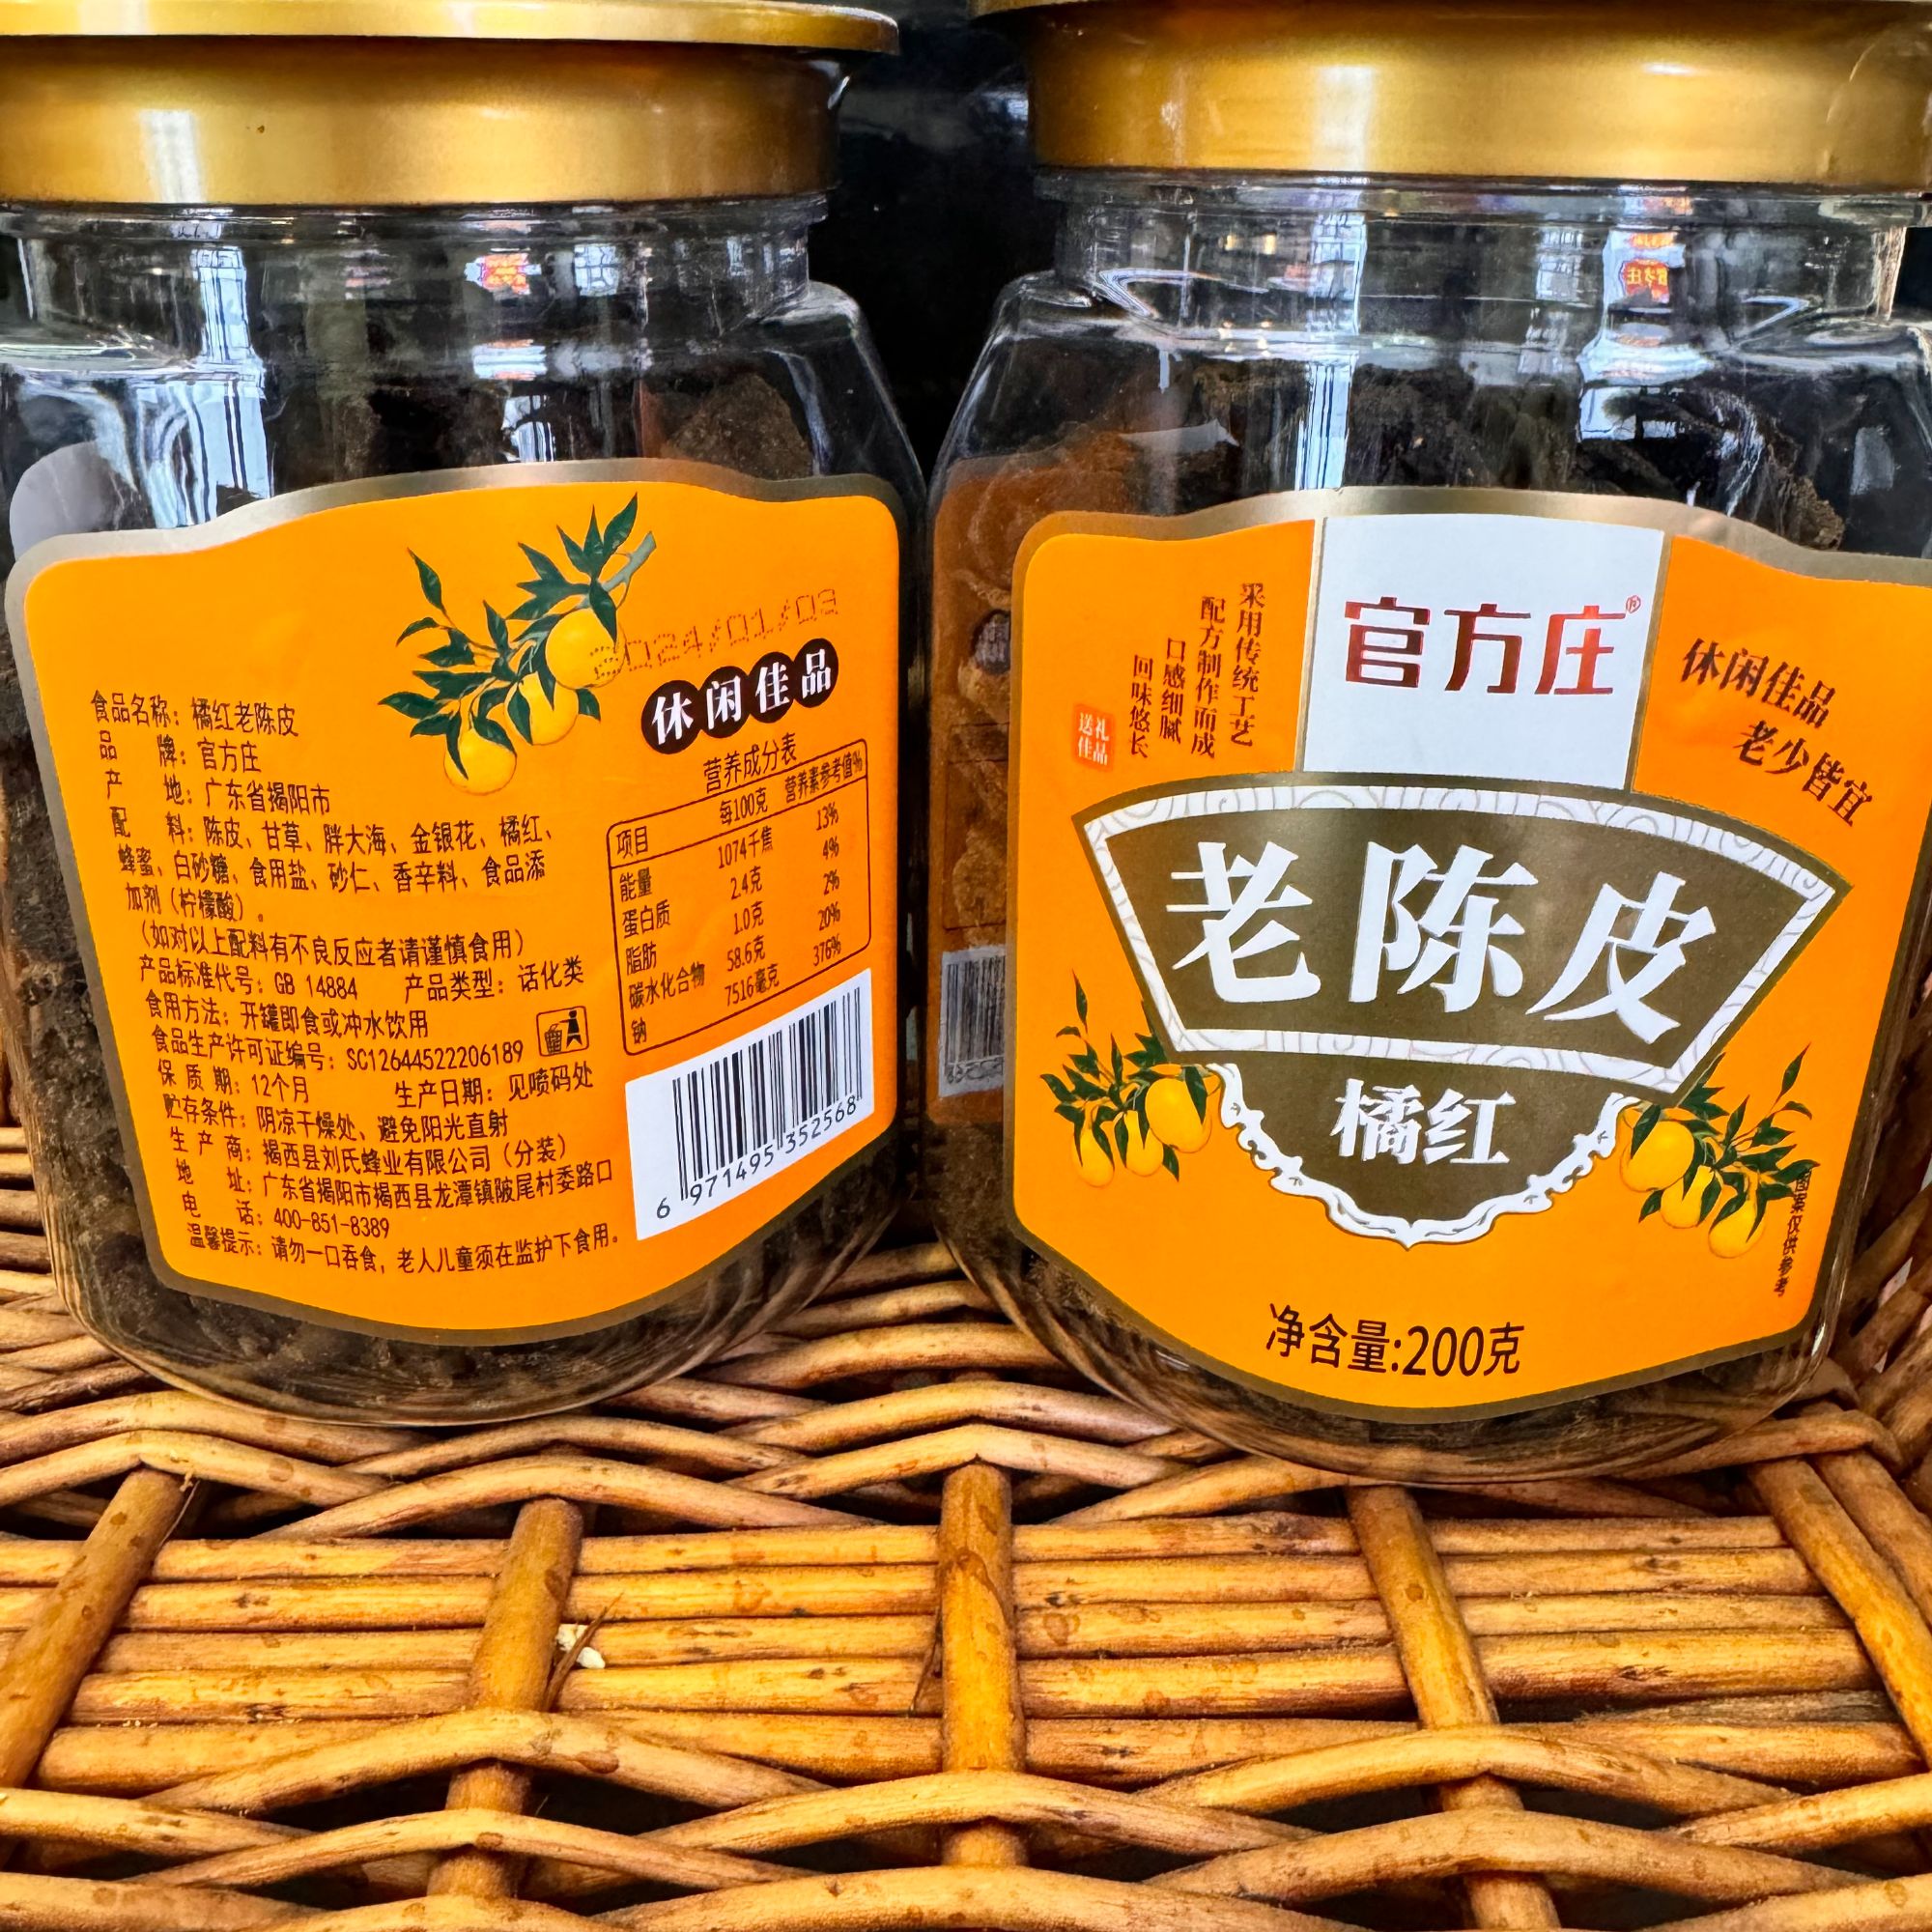 2024/01/03
休闲佳品
食品名称：橘红老陈皮
品牌：官方庄
产地：广东省揭阳市
配料：陈皮、甘草、胖大海、金银花、橘红、
蜂蜜、白砂糖、食用盐、砂仁、香辛料、食品添
加剂（柠檬酸）。
（如对以上配料有不良反应者请谨慎食用）
产品标准代号：GB 14884 产品类型：话化类
食用方法：开罐即食或冲水饮用
食品生产许可证编号：SC12644522206189
保质期：12个月 生产日期：见喷码处
贮存条件：阴凉干燥处、避免阳光直射
生产商：揭西县刘氏蜂业有限公司（分装）
地址：广东省揭阳市揭西县龙潭镇陂尾村委路口
电话：400-851-8389
温馨提示：请勿一口吞食，老人儿童须在监护下食用。
营养成分表
项目 每100克 营养素参考值%
能量 1074千焦 13%
蛋白质 2.4克 4%
脂肪 1.0克 2%
碳水化合物 58.6克 20%
钠 7516毫克 376%
6 971495 352568
官方庄®
采用传统工艺
配方制作而成
口感细腻
回味悠长
送礼
佳品
休闲佳品
老少皆宜
老陈皮
橘红
图案仅供参考
净含量:200克